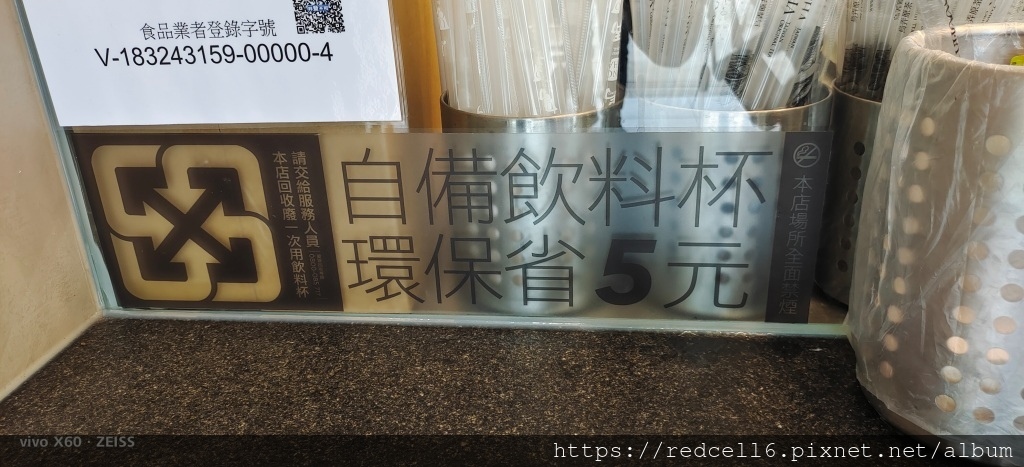 食品業者登錄字號
V-183243159-00000-4
請交給服務人員
本店回收廢一次用飲料杯
自備飲料杯
環保省5元
本店場所全面禁煙
vivo X60 · ZEISS
https://redcell6.pixnet.net/album